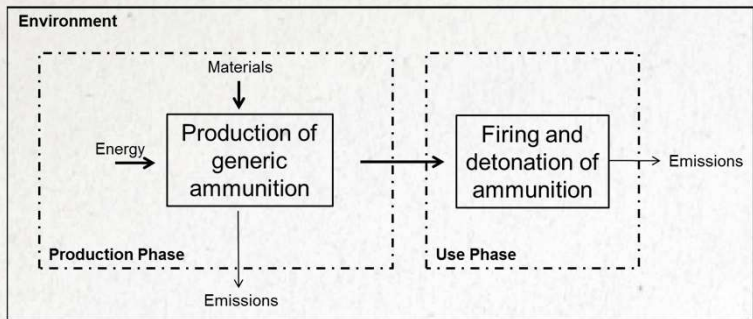 Environment
Materials
Energy
Production of
generic
ammunition
Production Phase
Emissions
Firing and
detonation of
ammunition
Emissions
Use Phase